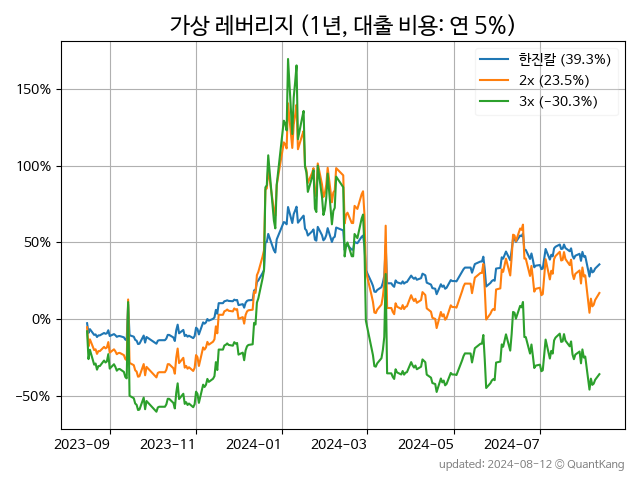 가상 레버리지 (1년, 대출 비용: 연 5%)
한진칼 (39.3%)
2x (23.5%)
3x (−30.3%)
150%
100%
50%
0%
−50%
2023-09
2023-11
2024-01
2024-03
2024-05
2024-07
updated: 2024-08-12 © QuantKang